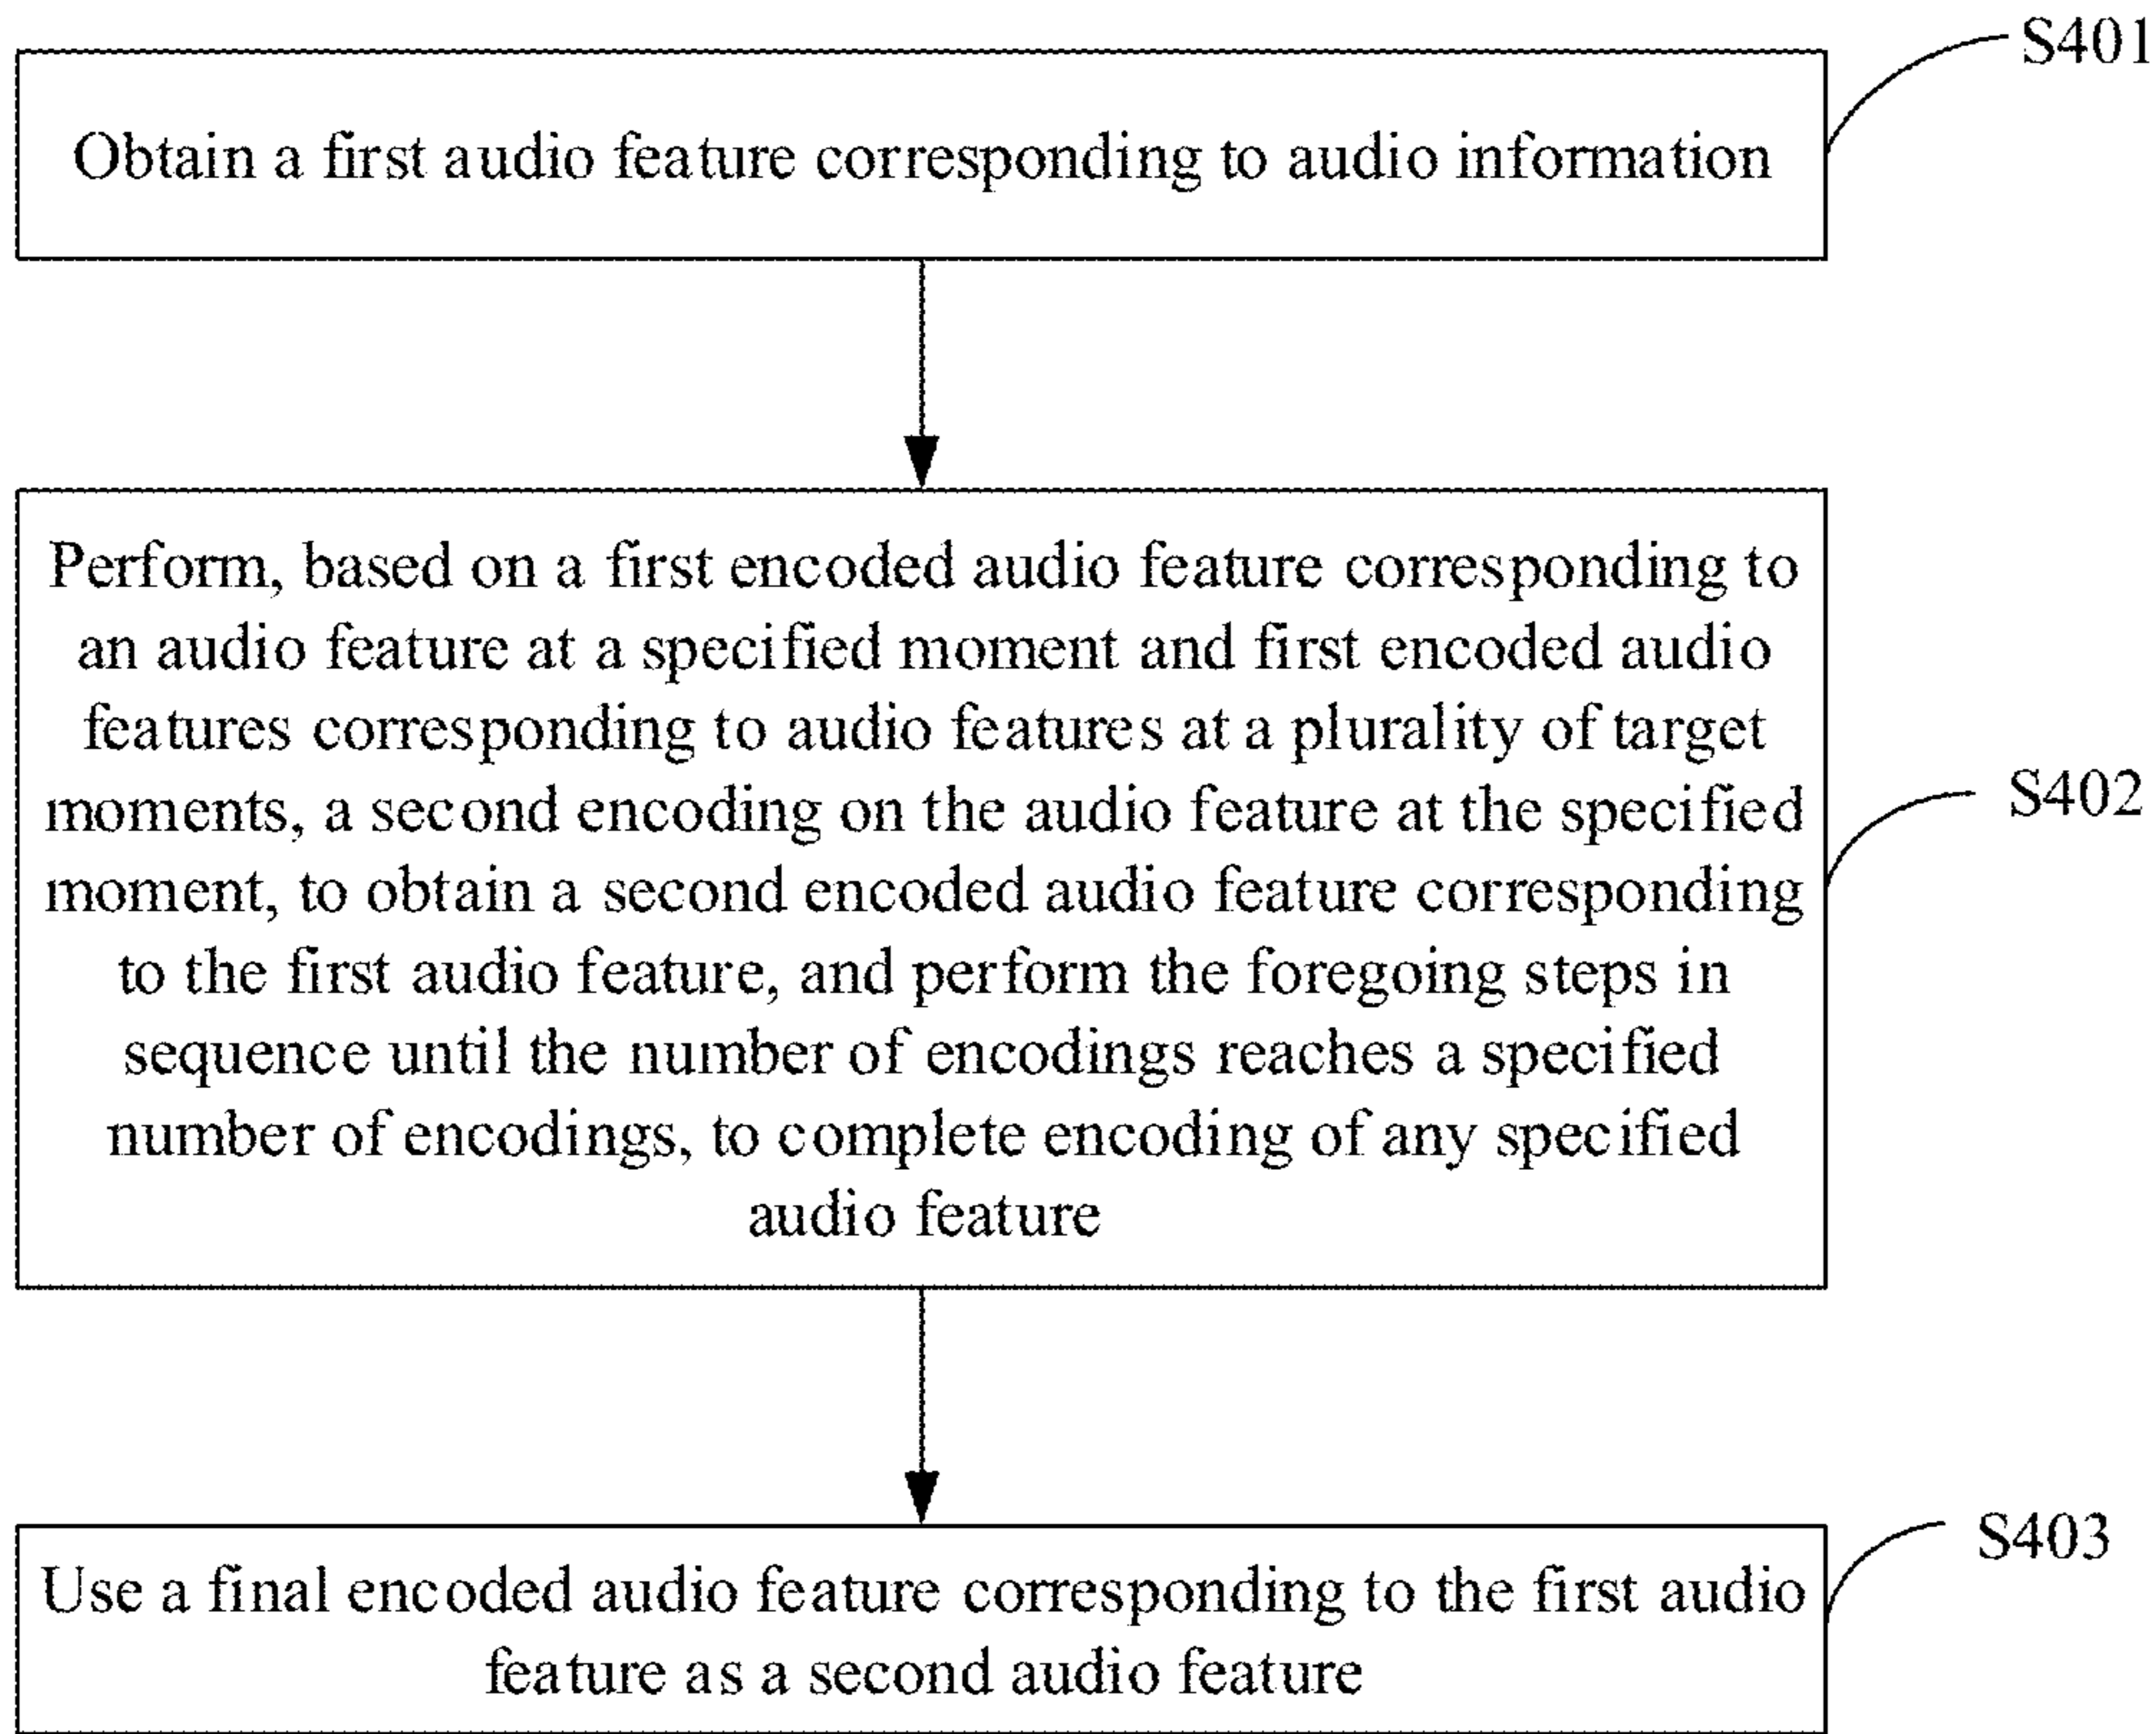 S401
Obtain a first audio feature corresponding to audio information
Perform, based on a first encoded audio feature corresponding to
an audio feature at a specified moment and first encoded audio
features corresponding to audio features at a plurality of target
moments, a second encoding on the audio feature at the specified
moment, to obtain a second encoded audio feature corresponding
to the first audio feature, and perform the foregoing steps in
sequence until the number of encodings reaches a specified
number of encodings, to complete encoding of any specified
audio feature
S402
Use a final encoded audio feature corresponding to the first audio
feature as a second audio feature
S403